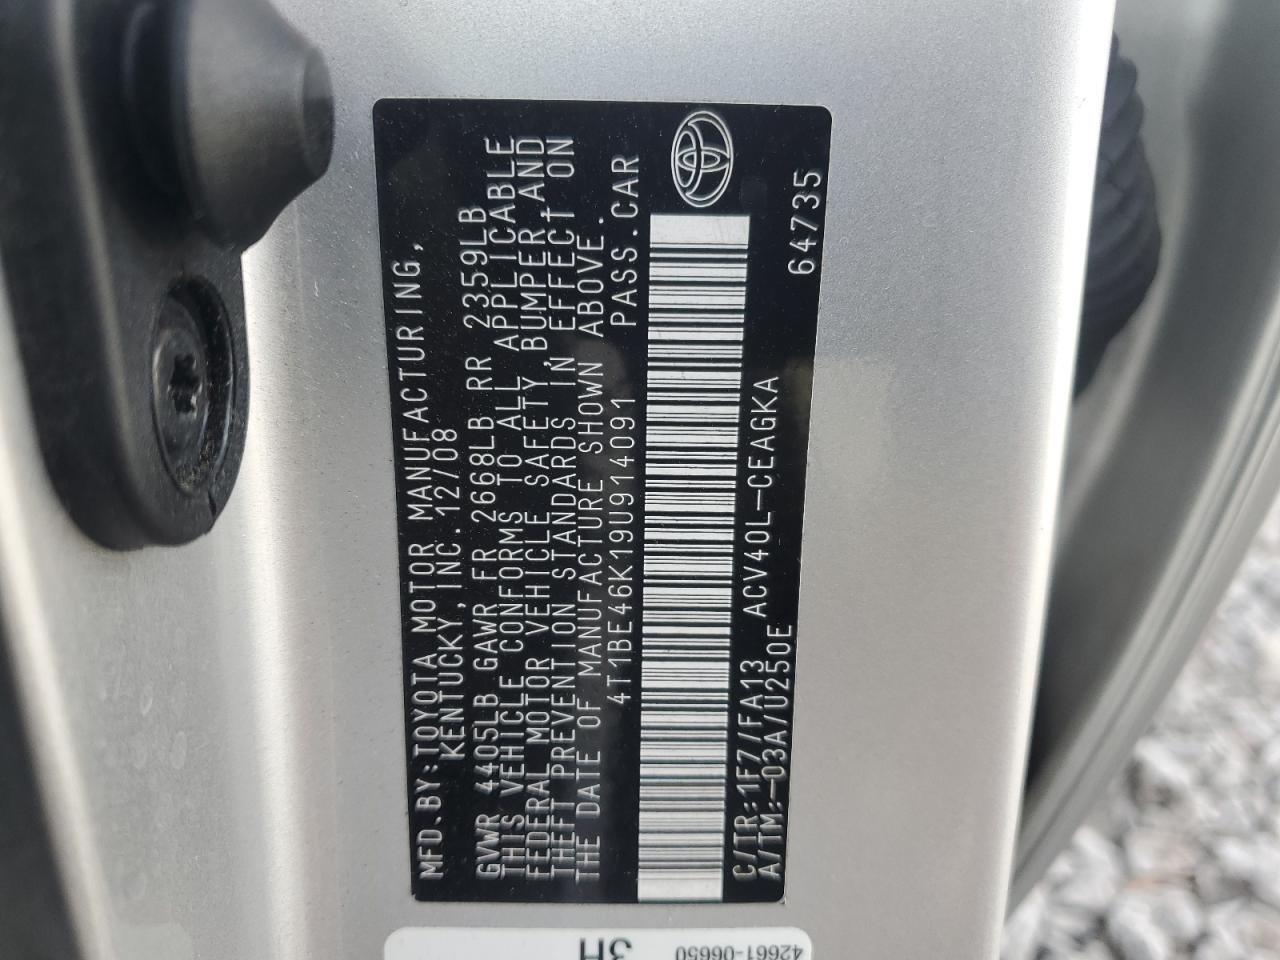 MFD.BY:TOYOTA MOTOR MANUFACTURING,
KENTUCKY, INC. 12/08
GVWR 4405LB GAWR FR 2668LB RR 2359LB
THIS VEHICLE CONFORMS TO ALL APPLICABLE
FEDERAL MOTOR VEHICLE SAFETY, BUMPER, AND
THEFT PREVENTION STANDARDS IN EFFECT ON
THE DATE OF MANUFACTURE SHOWN ABOVE.
4T1BE46K19U914091 PASS.CAR
C/TR:1F7/FA13 ACV40L-CEAGKA 64735
A/TM:-03A/U250E
3H
42661-06650